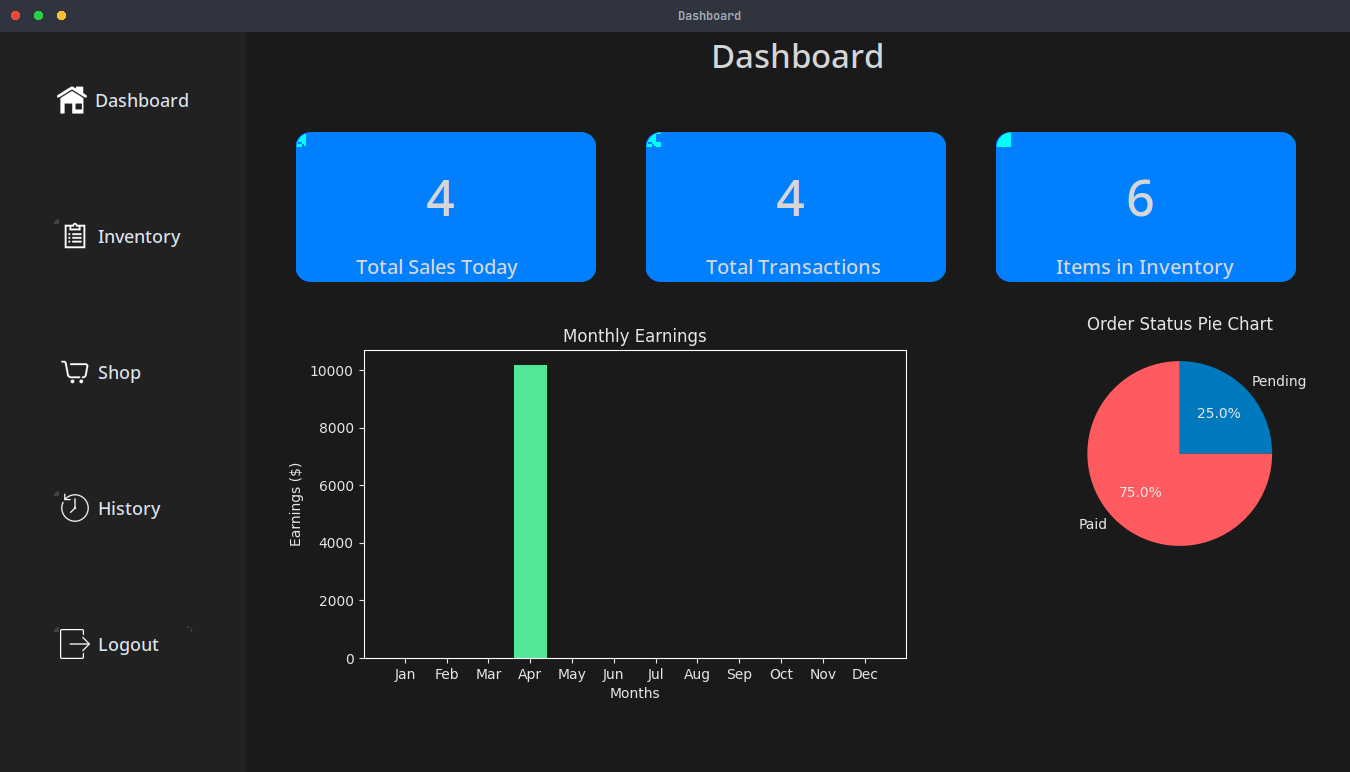 Dashboard
Dashboard
Dashboard
Inventory
Shop
History
Logout
4
Total Sales Today
4
Total Transactions
6
Items in Inventory
Monthly Earnings
Earnings ($)
10000
8000
6000
4000
2000
0
Jan Feb Mar Apr May Jun Jul Aug Sep Oct Nov Dec
Months
Order Status Pie Chart
Pending
25.0%
75.0%
Paid